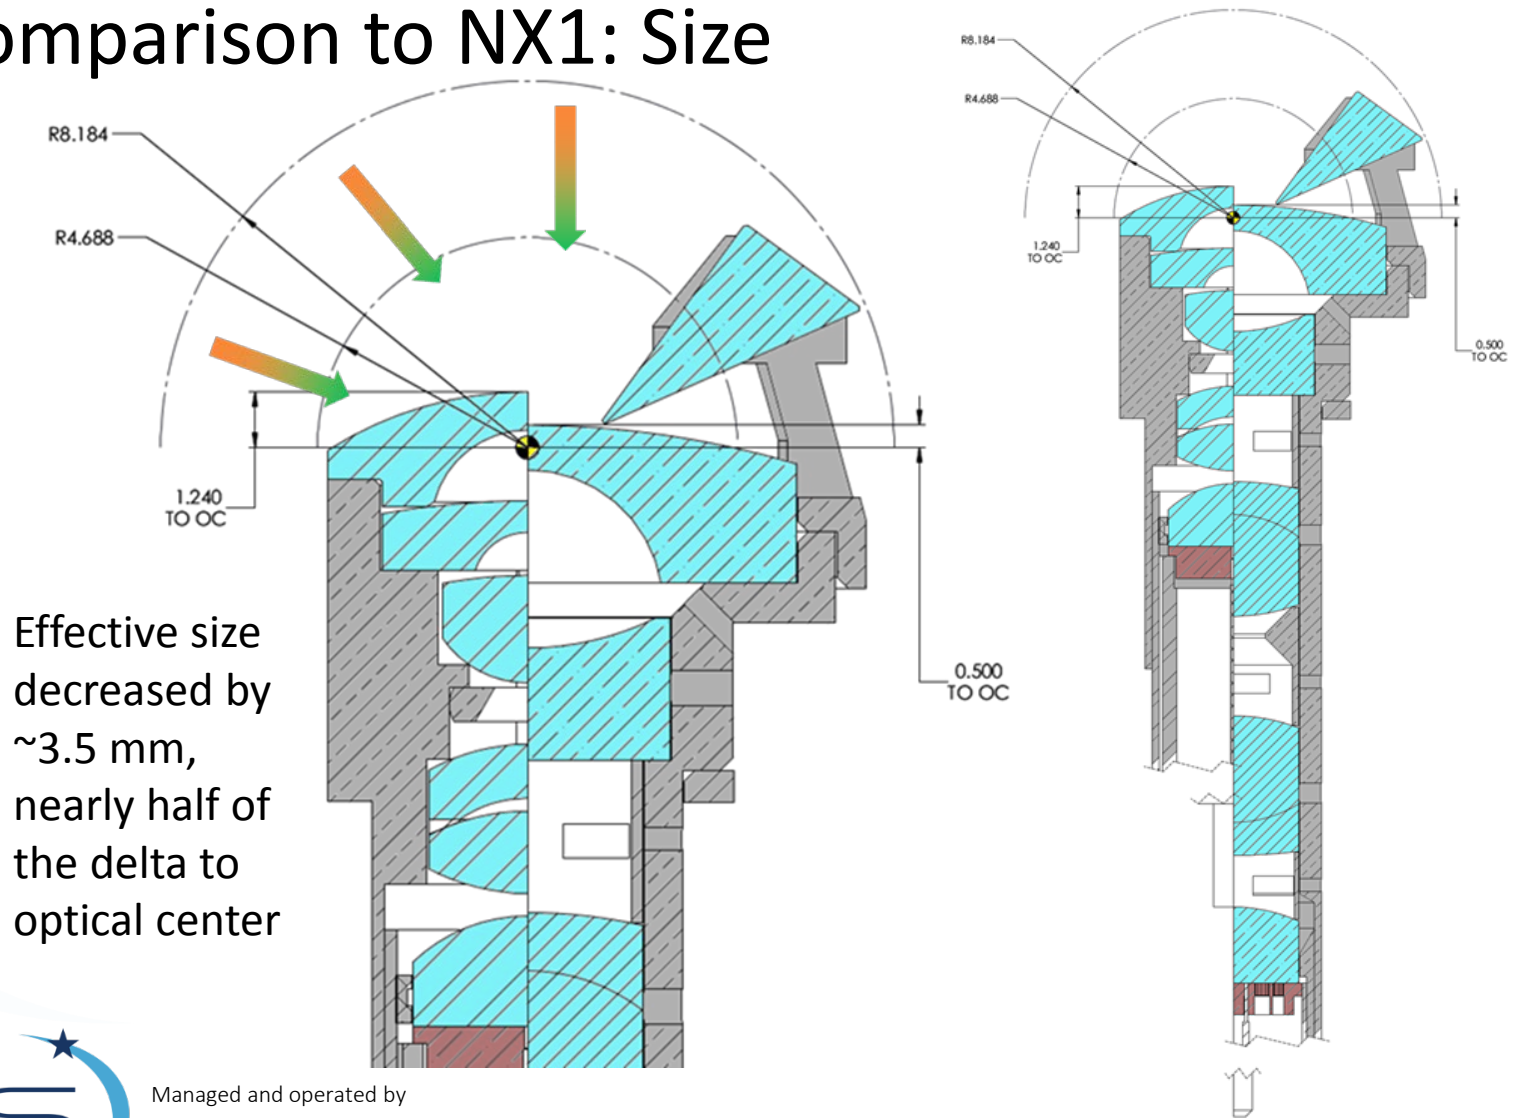 omparison to NX1: Size
R8.184
R4.688
1.240
TO OC
0.500
TO OC
Effective size
decreased by
~3.5 mm,
nearly half of
the delta to
optical center
R8.184
R4.688
1.240
TO OC
0.500
TO OC
Managed and operated by